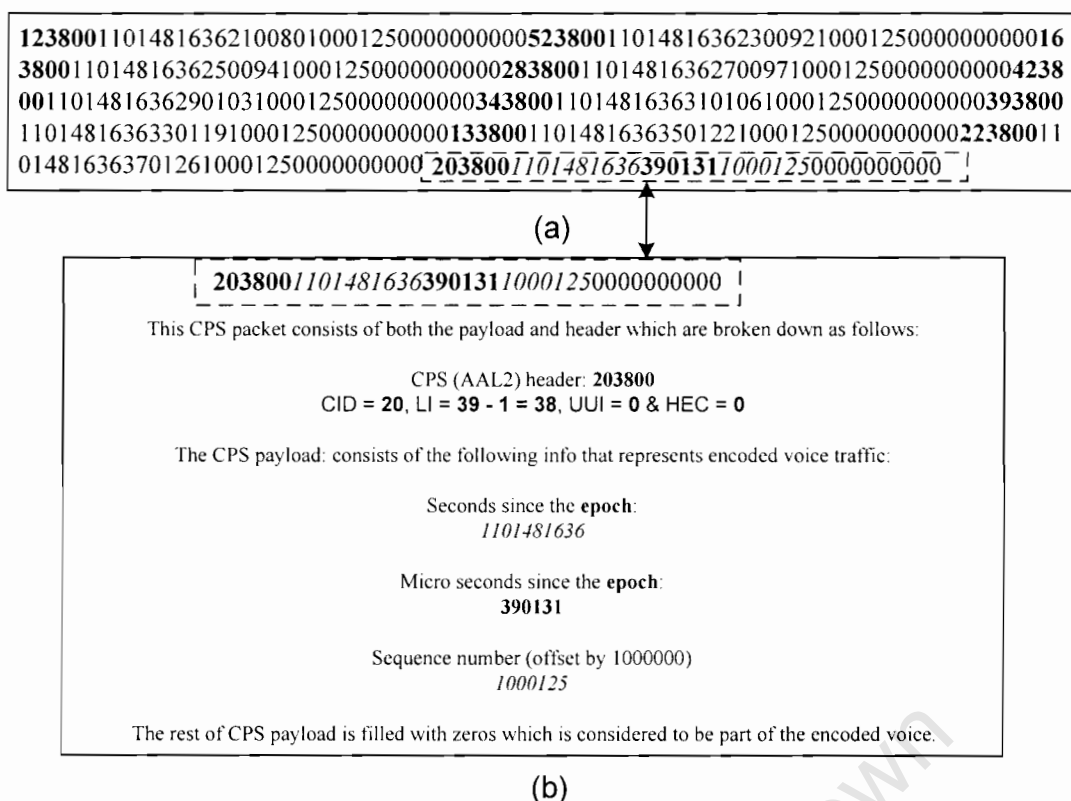 1238001101481636210080100012500000000000523800110148163623009210001250000000000016
3800110148163625009410001250000000000028380011014816362700971000125000000000004238
0011014816362901031000125000000000003438001101481636310106100012500000000000393800
1101481636330119100012500000000000133800110148163635012210001250000000000022380011
01481636370126100012500000000000 203800110148163639013110001250000000000
(a)
203800110148163639013110001250000000000
This CPS packet consists of both the payload and header which are broken down as follows:
CPS (AAL2) header: 203800
CID = 20, LI = 39 - 1 = 38, UUI = 0 & HEC = 0
The CPS payload: consists of the following info that represents encoded voice traffic:
Seconds since the epoch:
1101481636
Micro seconds since the epoch:
390131
Sequence number (offset by 1000000)
1000125
The rest of CPS payload is filled with zeros which is considered to be part of the encoded voice.
(b)